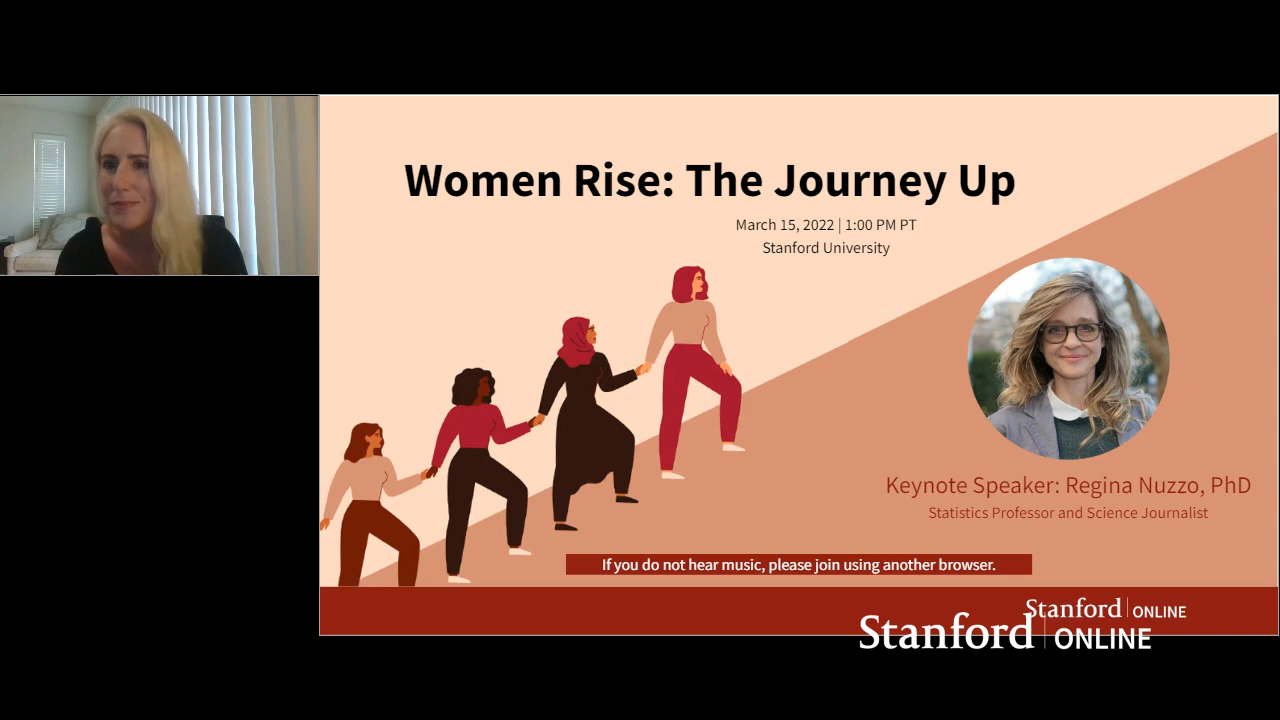 Women Rise: The Journey Up
March 15, 2022 | 1:00 PM PT
Stanford University
Keynote Speaker: Regina Nuzzo, PhD
Statistics Professor and Science Journalist
If you do not hear music, please join using another browser.
Stanford | ONLINE
Stanford | ONLINE